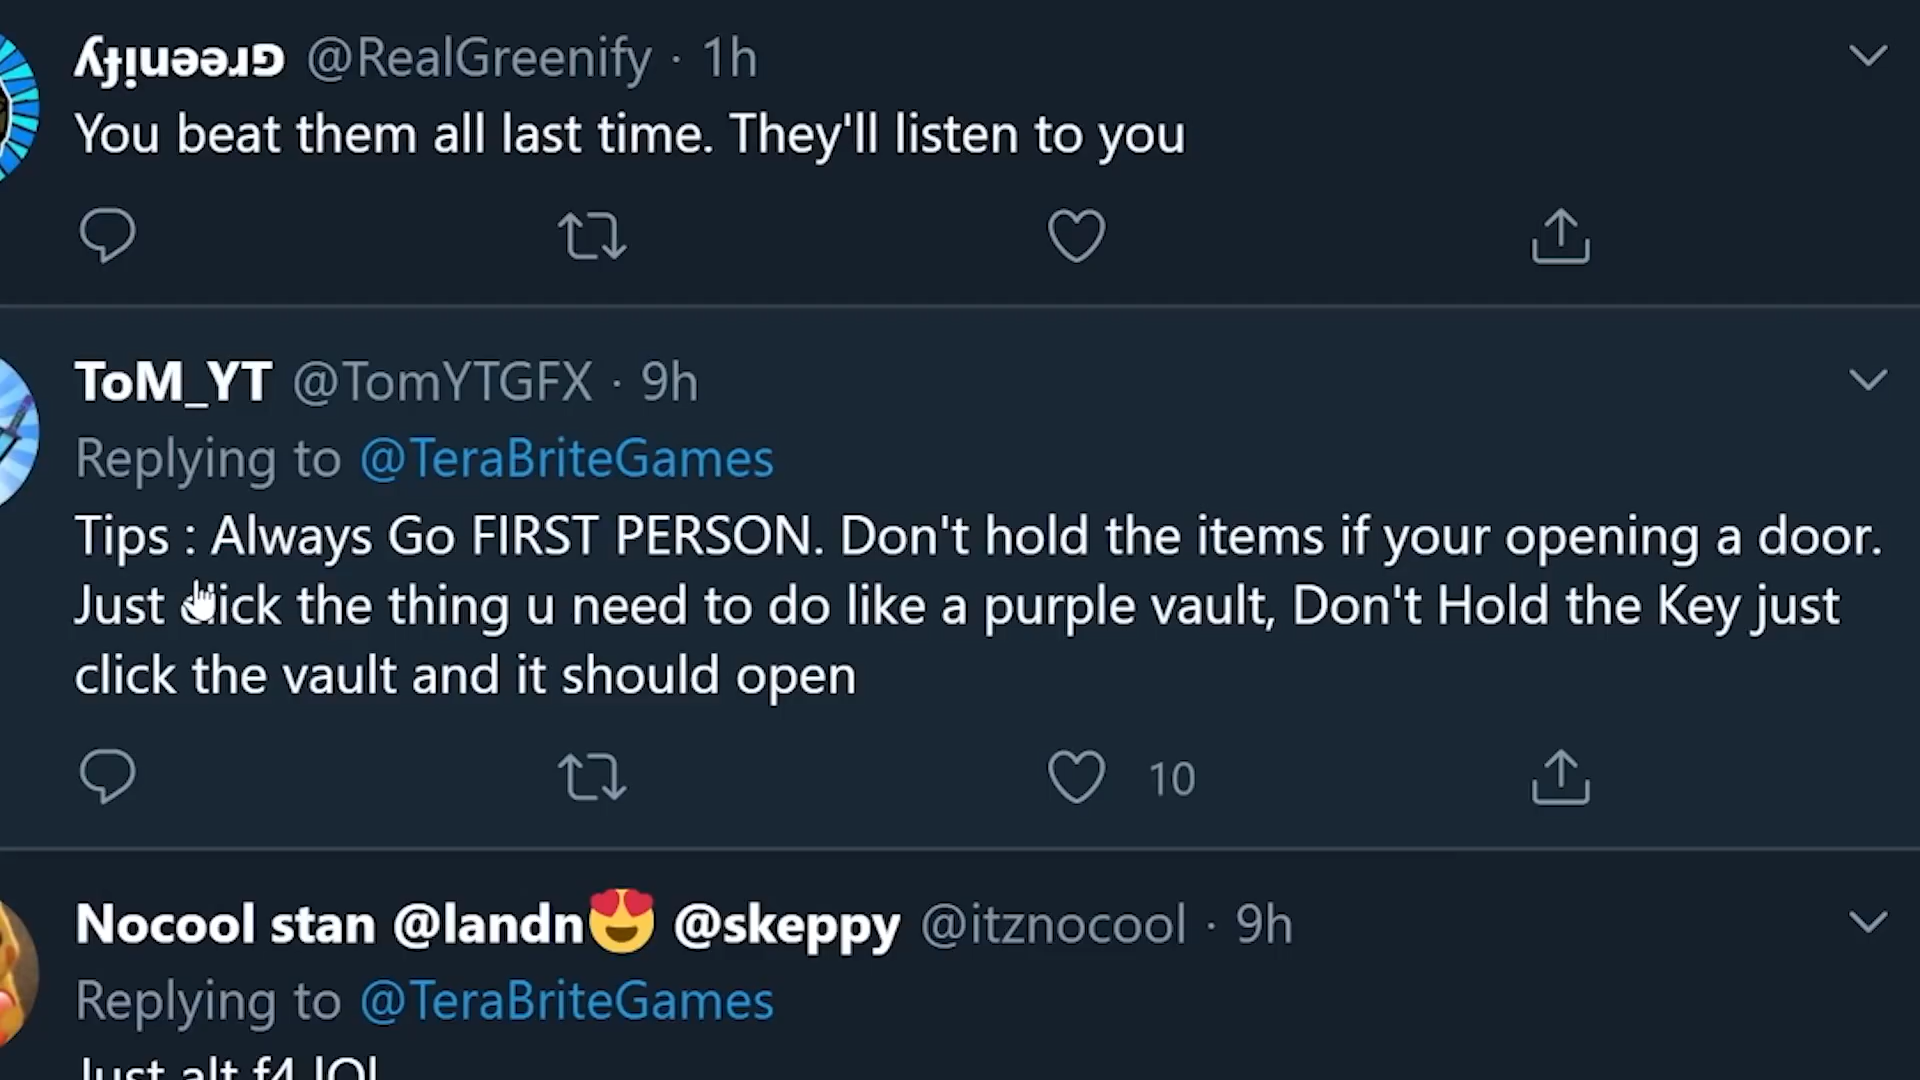 ʎɟᴉuǝǝɹ⅁ @RealGreenify · 1h
You beat them all last time. They'll listen to you
ToM_YT @TomYTGFX · 9h
Replying to @TeraBriteGames
Tips : Always Go FIRST PERSON. Don't hold the items if your opening a door.
Just click the thing u need to do like a purple vault, Don't Hold the Key just
click the vault and it should open
10
Nocool stan @landn😍 @skeppy @itznocool · 9h
Replying to @TeraBriteGames
Just alt f4 lOl